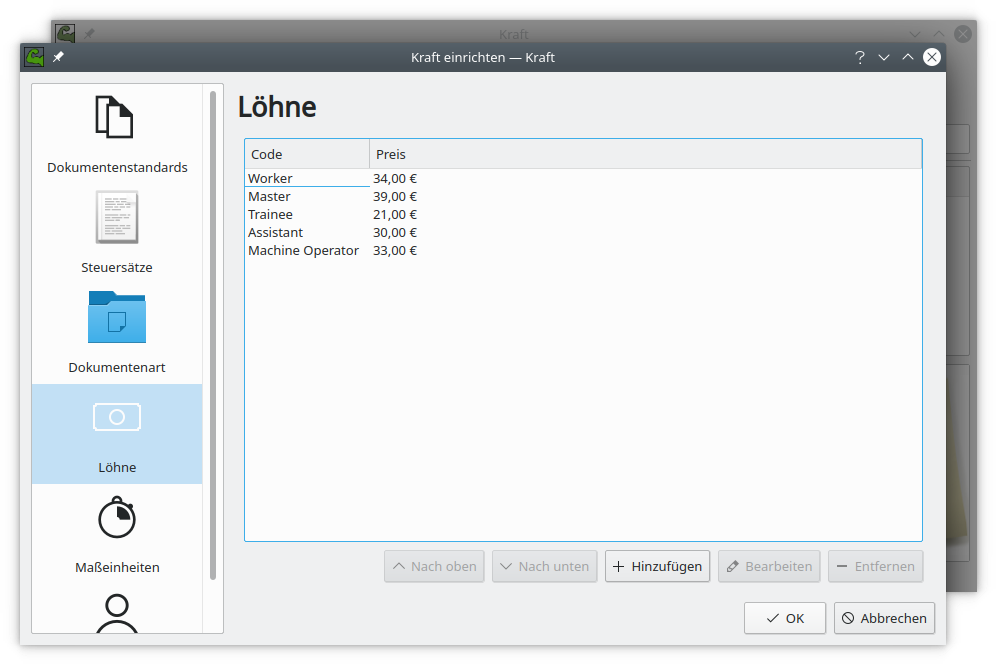 Kraft
Kraft einrichten — Kraft
Dokumentenstandards
Steuersätze
Dokumentenart
Löhne
Maßeinheiten
Löhne
Code Preis
Worker 34,00 €
Master 39,00 €
Trainee 21,00 €
Assistant 30,00 €
Machine Operator 33,00 €
Nach oben Nach unten Hinzufügen Bearbeiten Entfernen
OK Abbrechen